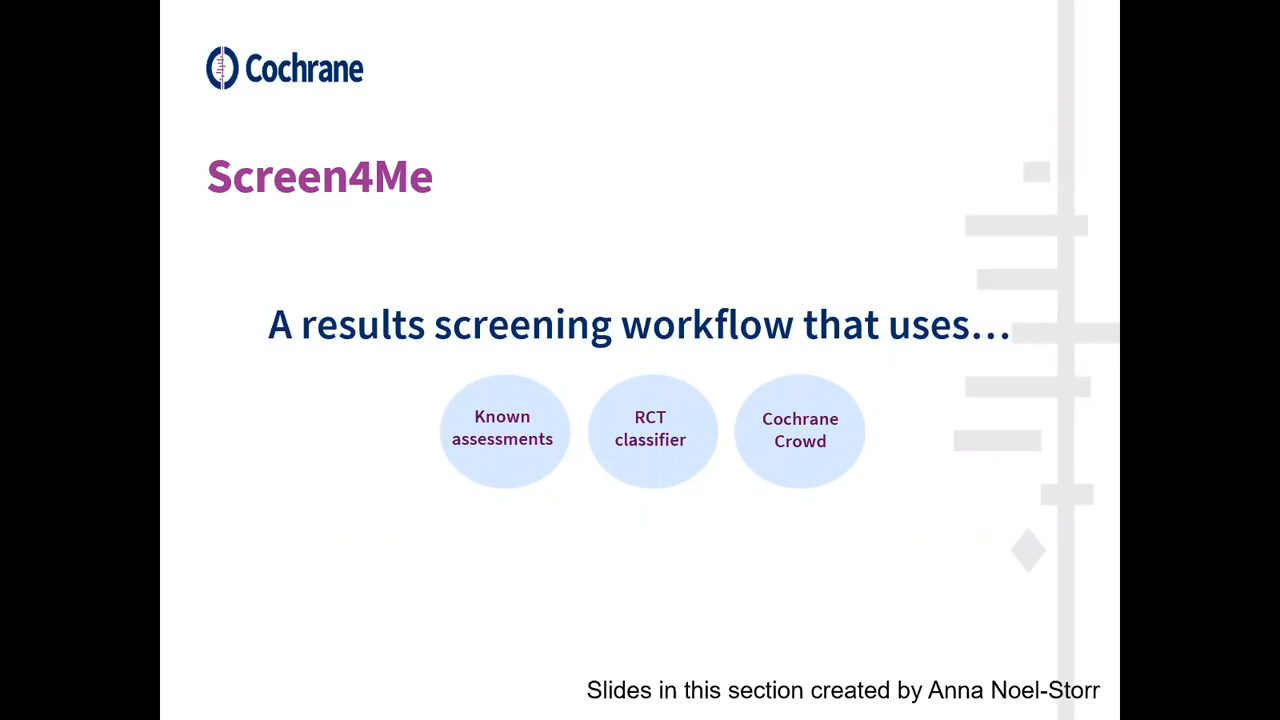 Cochrane
Screen4Me
A results screening workflow that uses...
Known
assessments
RCT
classifier
Cochrane
Crowd
Slides in this section created by Anna Noel-Storr